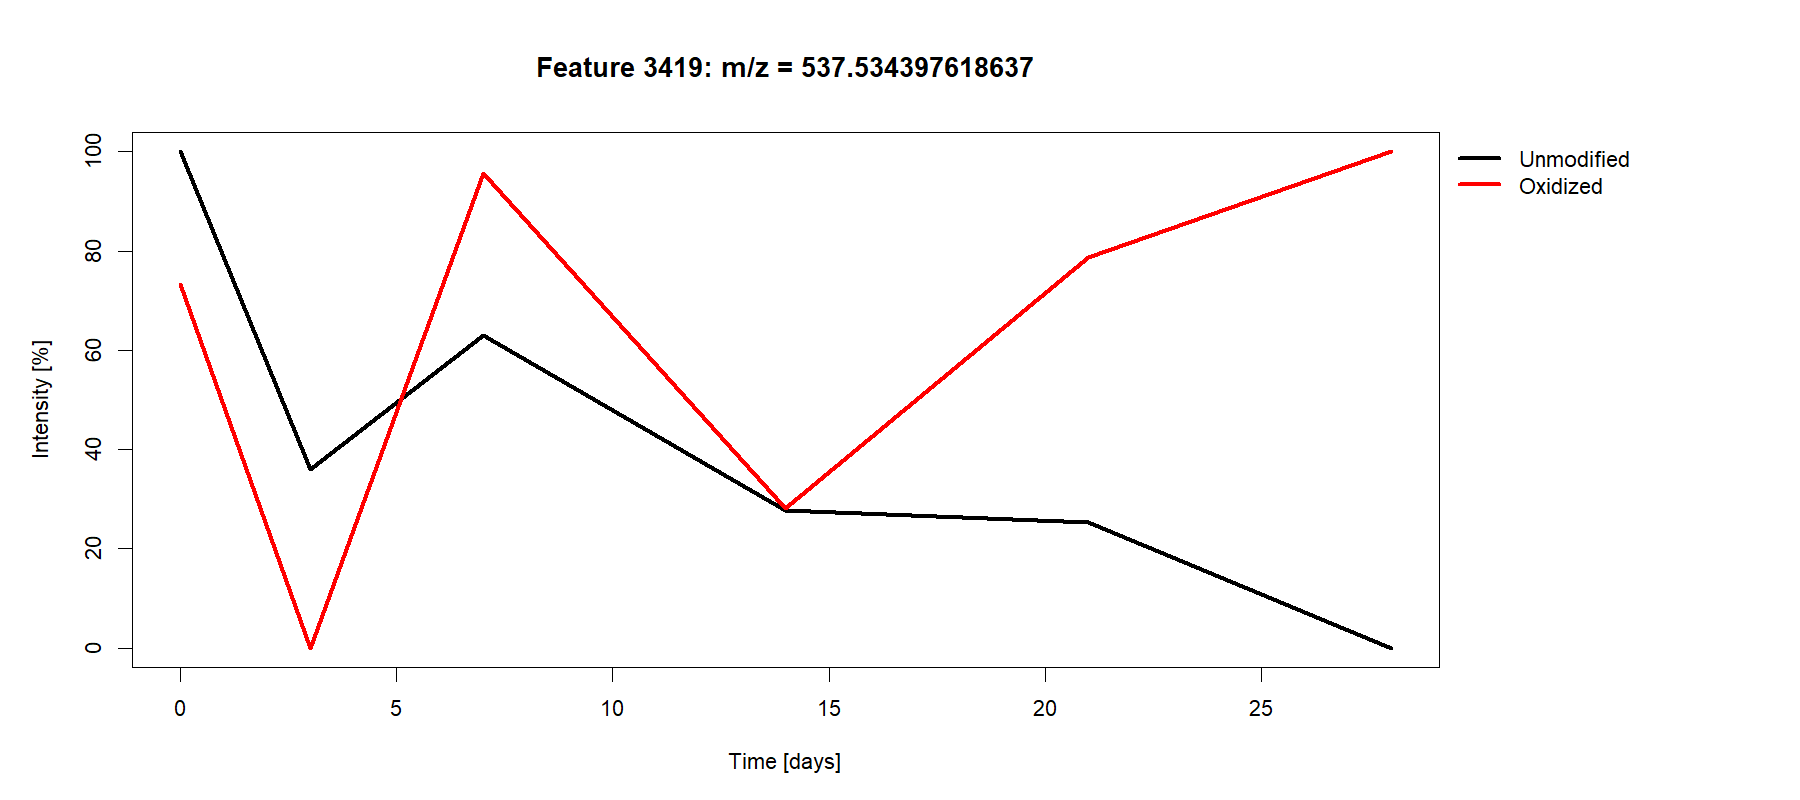 Feature 3419: m/z = 537.534397618637
Unmodified
Oxidized
Intensity [%]
100
80
60
40
20
0
0 5 10 15 20 25
Time [days]